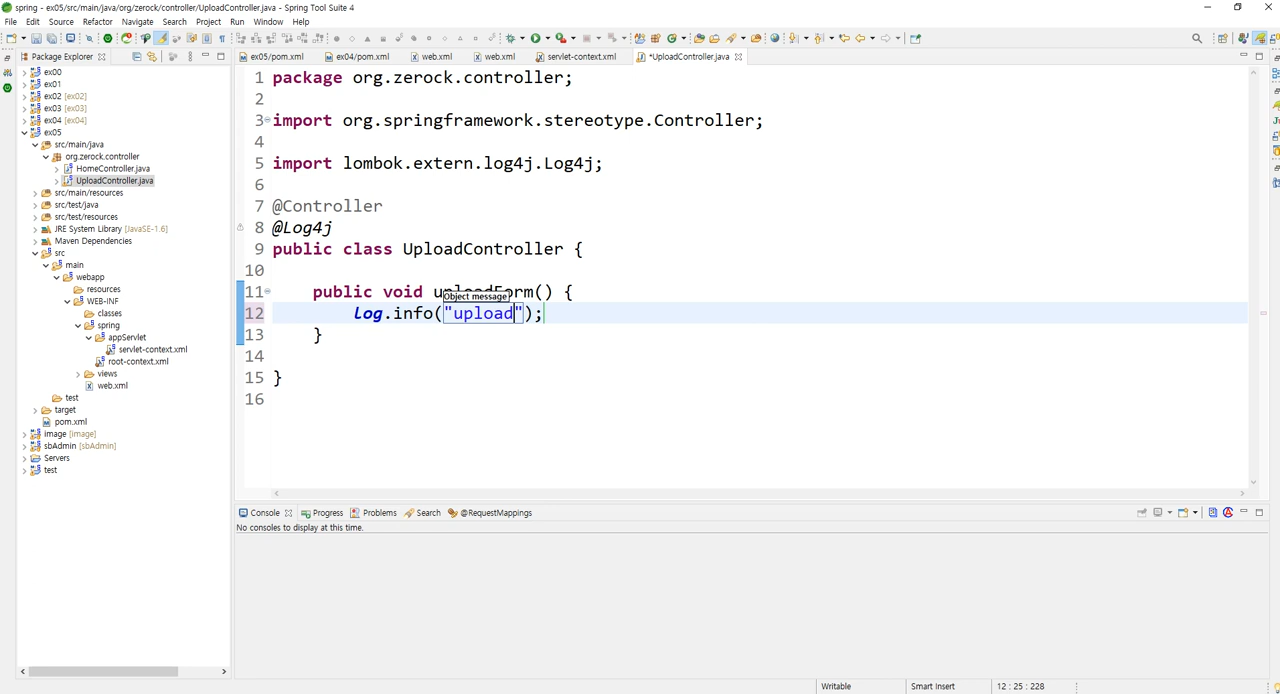 spring - ex05/src/main/java/org/zerock/controller/UploadController.java - Spring Tool Suite 4
File Edit Source Refactor Navigate Search Project Run Window Help
Package Explorer
ex05/pom.xml ex04/pom.xml web.xml web.xml servlet-context.xml *UploadController.java
ex00
ex01
ex02 [ex02]
ex03 [ex03]
ex04 [ex04]
ex05
src/main/java
org.zerock.controller
HomeController.java
UploadController.java
src/main/resources
src/test/java
src/test/resources
JRE System Library [JavaSE-1.6]
Maven Dependencies
src
main
webapp
resources
WEB-INF
classes
spring
appServlet
servlet-context.xml
root-context.xml
views
web.xml
test
target
pom.xml
image [image]
sbAdmin [sbAdmin]
Servers
test
1 package org.zerock.controller;
2
3 import org.springframework.stereotype.Controller;
4
5 import lombok.extern.log4j.Log4j;
6
7 @Controller
8 @Log4j
9 public class UploadController {
10
11 public void uploadForm() {
Object message
12 log.info("upload");
13 }
14
15 }
16
Console Progress Problems Search @RequestMappings
No consoles to display at this time.
Writable Smart Insert 12 : 25 : 228